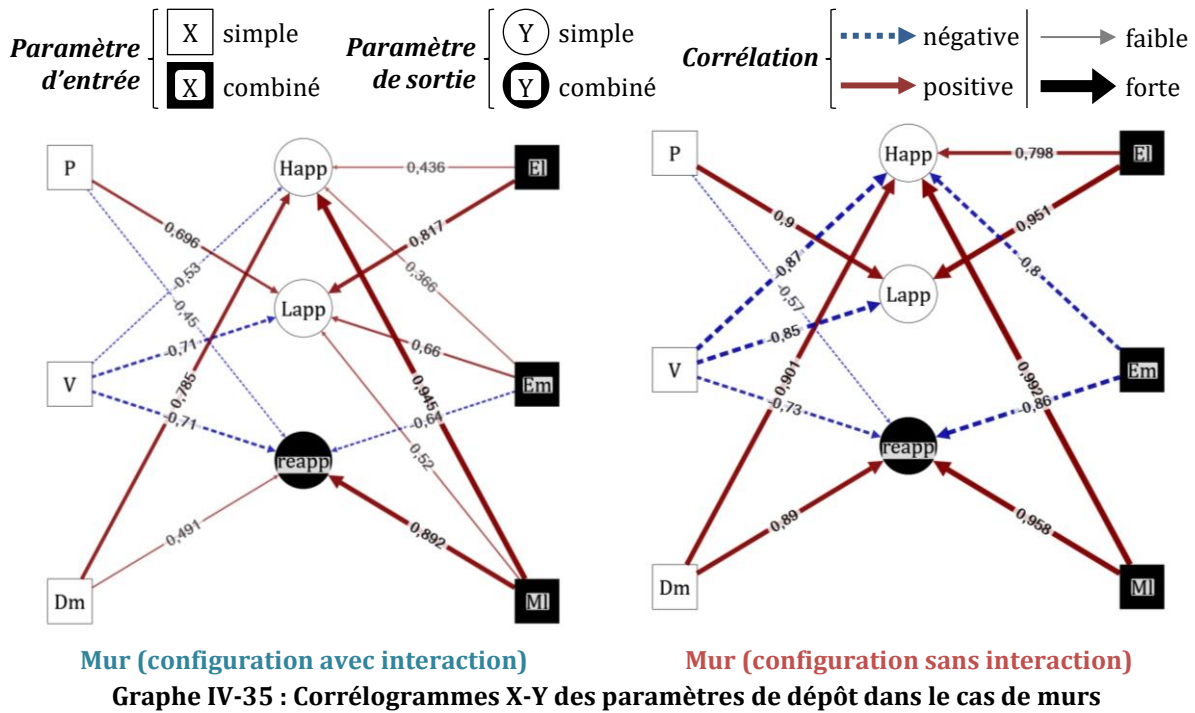 Paramètre d'entrée
X simple
X combiné
Paramètre de sortie
Y simple
Y combiné
Corrélation
négative
positive
faible
forte
P
Happ
El
0,436
0,696
0,817
-0,53
0,366
-0,45
Lapp
-0,71
0,66
V
Em
0,785
0,945
-0,71
-0,64
reapp
0,52
0,491
0,892
Dm
Ml
P
Happ
El
0,798
0,9
0,951
-0,87
-0,8
-0,57
Lapp
-0,85
V
Em
0,901
0,992
-0,73
-0,86
reapp
0,89
0,958
Dm
Ml
Mur (configuration avec interaction)
Mur (configuration sans interaction)
Graphe IV-35 : Corrélogrammes X-Y des paramètres de dépôt dans le cas de murs